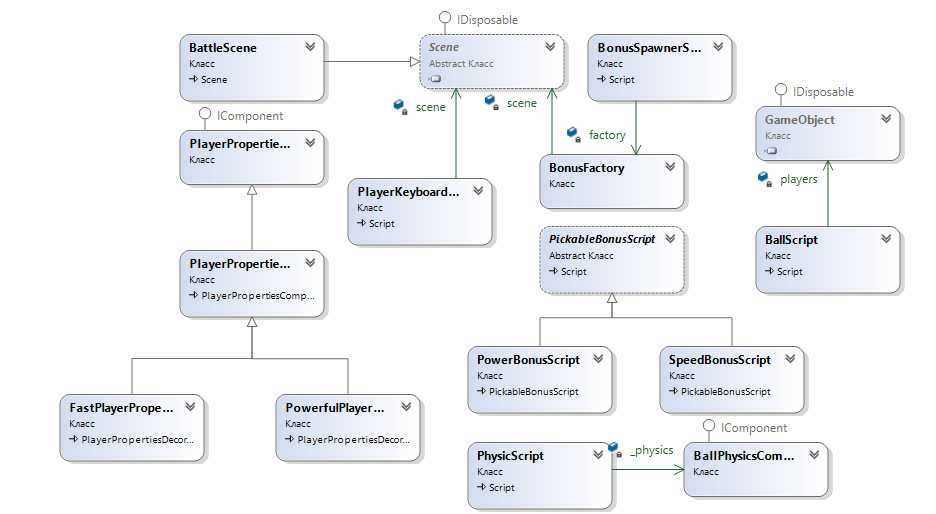 IDisposable
BattleScene
Класс
Scene
Scene
Abstract Класс
BonusSpawnerS...
Класс
Script
scene
scene
IDisposable
GameObject
Класс
IComponent
PlayerPropertie...
Класс
factory
BonusFactory
Класс
players
PlayerKeyboard...
Класс
Script
BallScript
Класс
Script
PickableBonusScript
Abstract Класс
Script
PlayerPropertie...
Класс
PlayerPropertiesComp...
PowerBonusScript
Класс
PickableBonusScript
SpeedBonusScript
Класс
PickableBonusScript
FastPlayerPrope...
Класс
PlayerPropertiesDecor...
PowerfulPlayer...
Класс
PlayerPropertiesDecor...
IComponent
PhysicScript
Класс
Script
_physics
BallPhysicsCom...
Класс